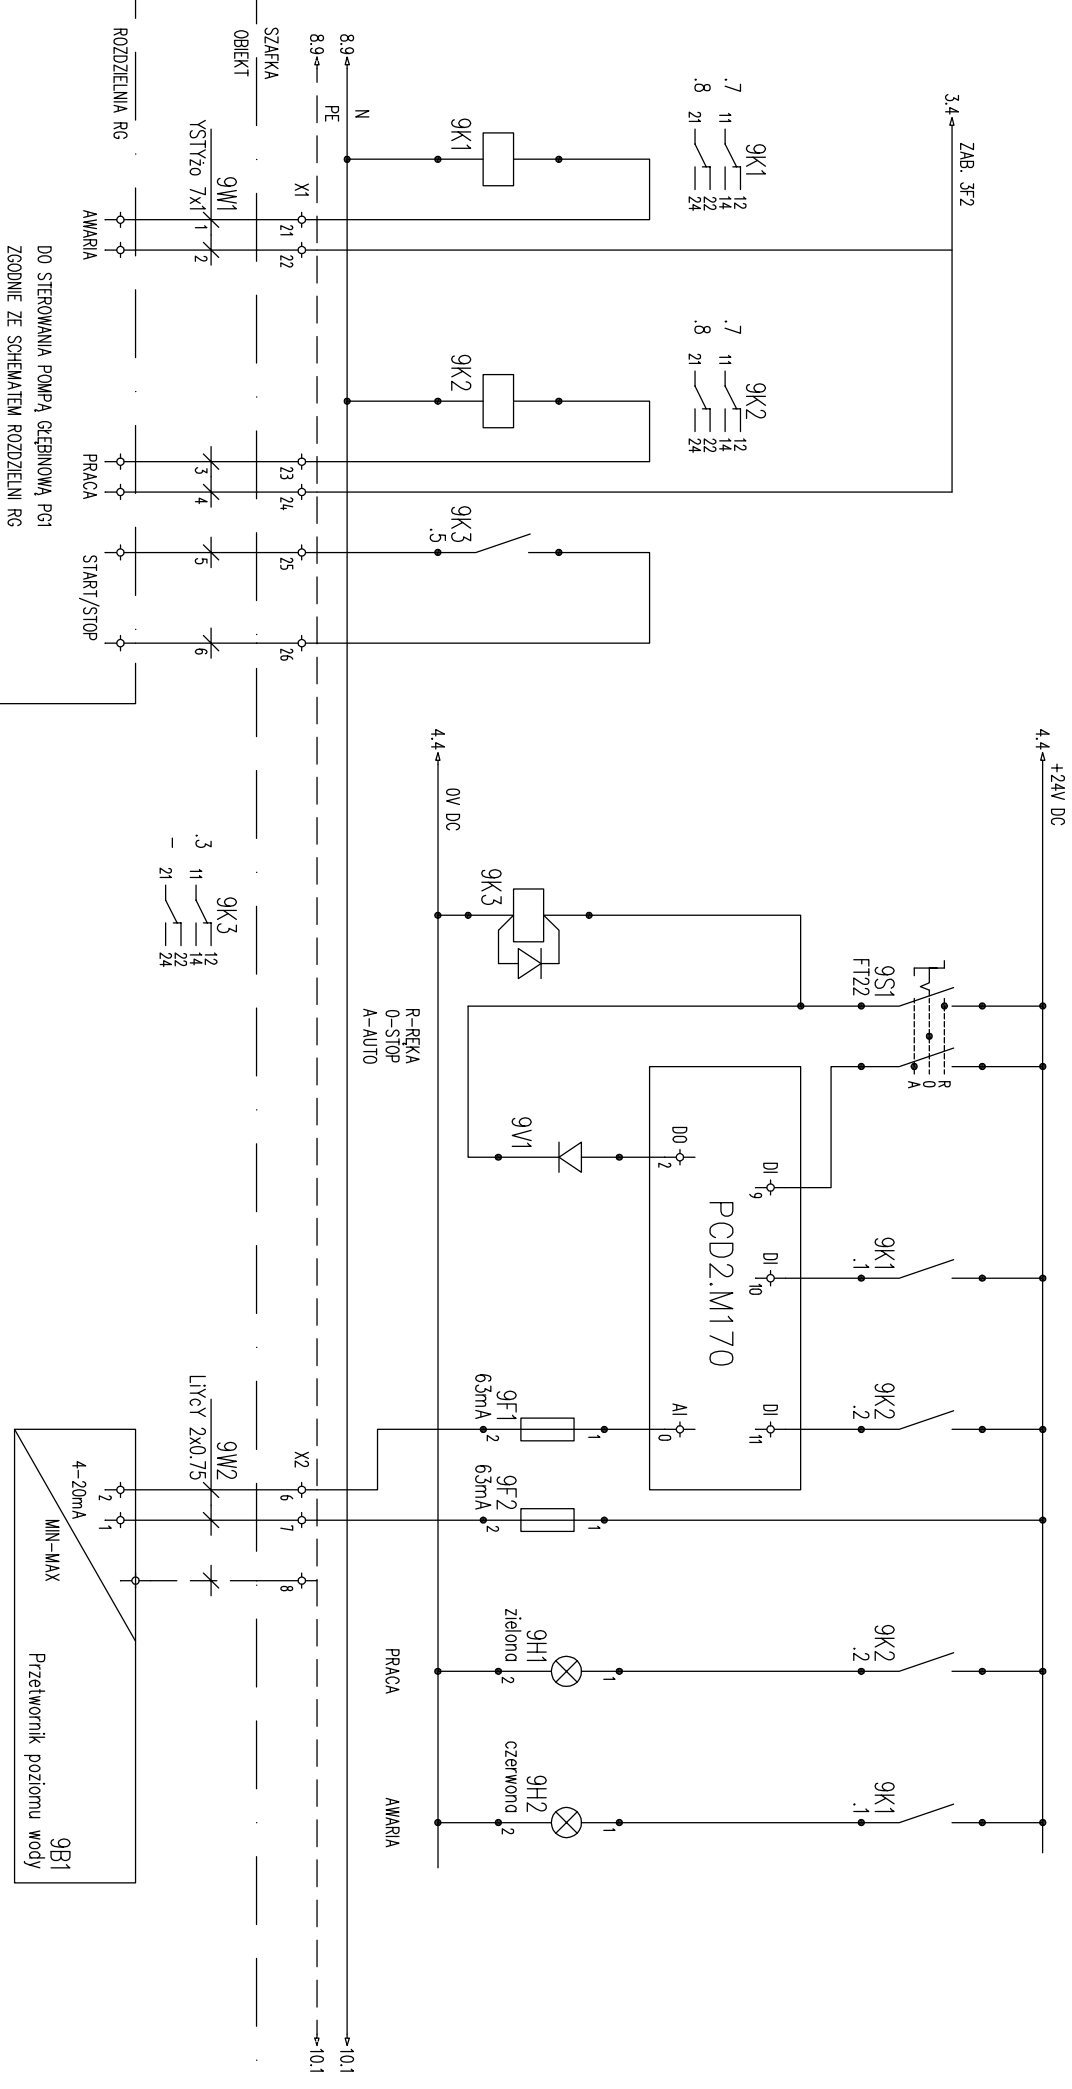 3.4
ZAB. 3F2
4.4
+24V DC
9K1
.7 11 12
14
.8 21 22
24
9K2
.7 11 12
14
.8 21 22
24
9S1
FT22
R
0
A
9K1
.1
9K2
.2
9K2
.2
9K1
.1
DI
9
DI
10
DI
11
PCD2.M170
DO
2
AI
0
9K1
9K2
9K3
.5
9K3
9V1
9F1
63mA
1
2
9F2
63mA
1
2
9H1
zielona
1
2
9H2
czerwona
1
2
4.4
0V DC
R-RĘKA
0-STOP
A-AUTO
PRACA
AWARIA
8.9
N
10.1
8.9
PE
10.1
X1
21
22
23
24
25
26
X2
6
7
8
SZAFKA
OBIEKT
9W1
YSTYżo 7x1
1
2
3
4
5
6
9K3
.3 11 12
14
- 21 22
24
9W2
LiYcY 2x0.75
ROZDZIELNIA RG
AWARIA
PRACA
START/STOP
DO STEROWANIA POMPĄ GŁĘBINOWĄ PG1
ZGODNIE ZE SCHEMATEM ROZDZIELNI RG
2
1
4-20mA
MIN-MAX
9B1
Przetwornik poziomu wody